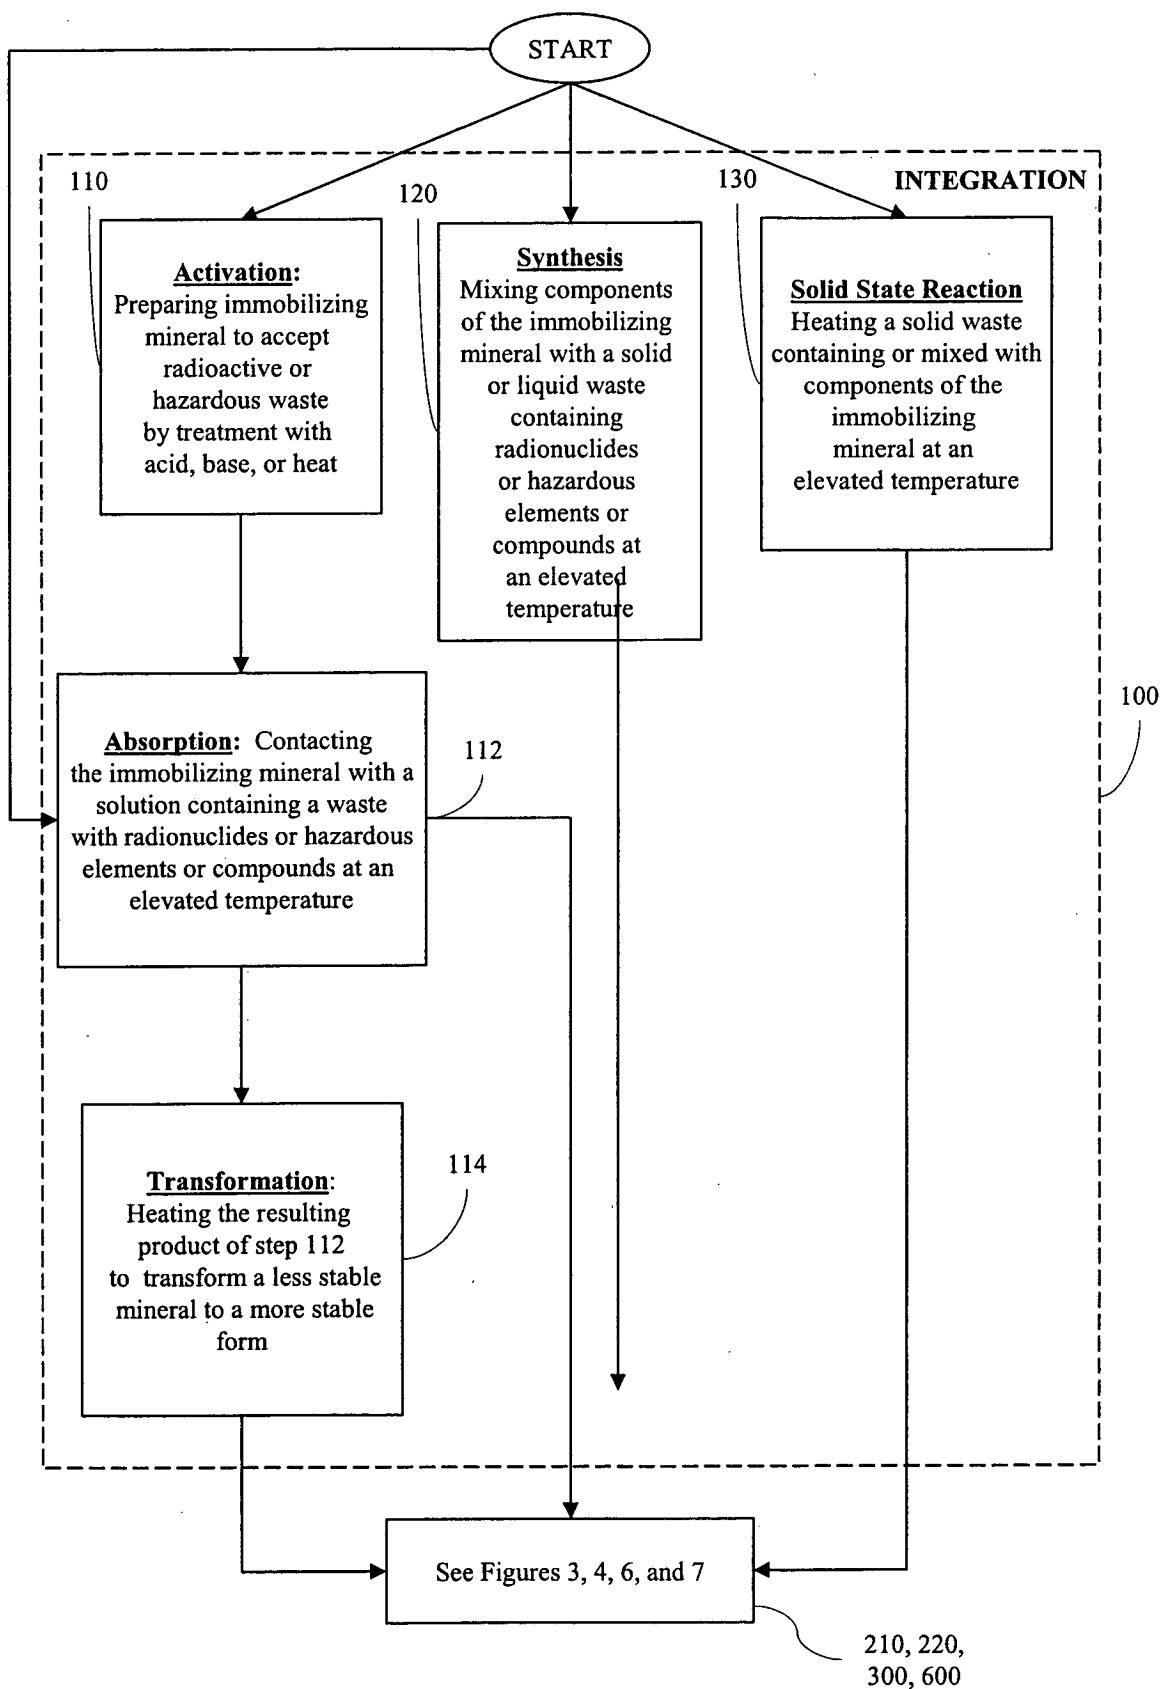 START
INTEGRATION
110
120
130
Activation:
Preparing immobilizing
mineral to accept
radioactive or
hazardous waste
by treatment with
acid, base, or heat
Synthesis
Mixing components
of the immobilizing
mineral with a solid
or liquid waste
containing
radionuclides
or hazardous
elements or
compounds at
an elevated
temperature
Solid State Reaction
Heating a solid waste
containing or mixed with
components of the
immobilizing
mineral at an
elevated temperature
100
Absorption: Contacting
the immobilizing mineral with a
solution containing a waste
with radionuclides or hazardous
elements or compounds at an
elevated temperature
112
Transformation:
Heating the resulting
product of step 112
to transform a less stable
mineral to a more stable
form
114
See Figures 3, 4, 6, and 7
210, 220,
300, 600